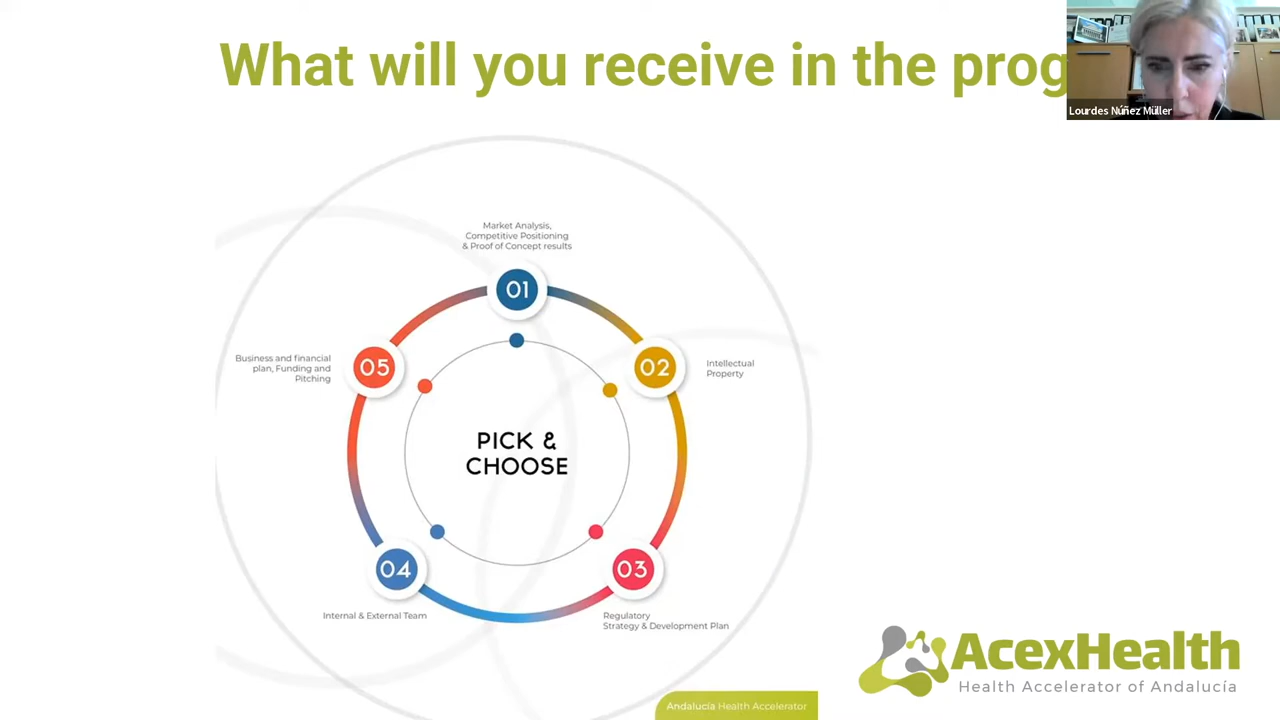 What will you receive in the prog
Lourdes Núñez Müller
Market Analysis,
Competitive Positioning
& Proof of Concept results
01
Business and financial
plan, Funding and
Pitching
05
02
Intellectual
Property
PICK &
CHOOSE
04
03
Internal & External Team
Regulatory
Strategy & Development Plan
AcexHealth
Health Accelerator of Andalucía
Andalucía Health Accelerator